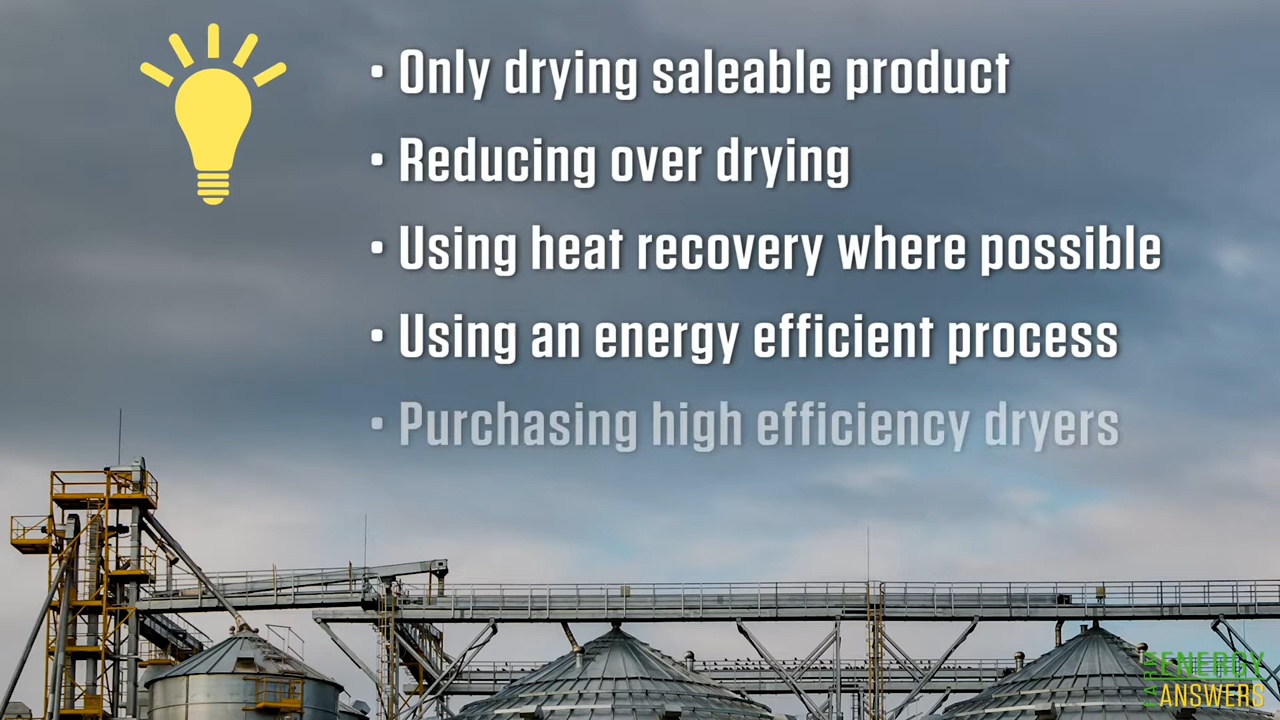 • Only drying saleable product
• Reducing over drying
• Using heat recovery where possible
• Using an energy efficient process
• Purchasing high efficiency dryers
FARM ENERGY
ANSWERS